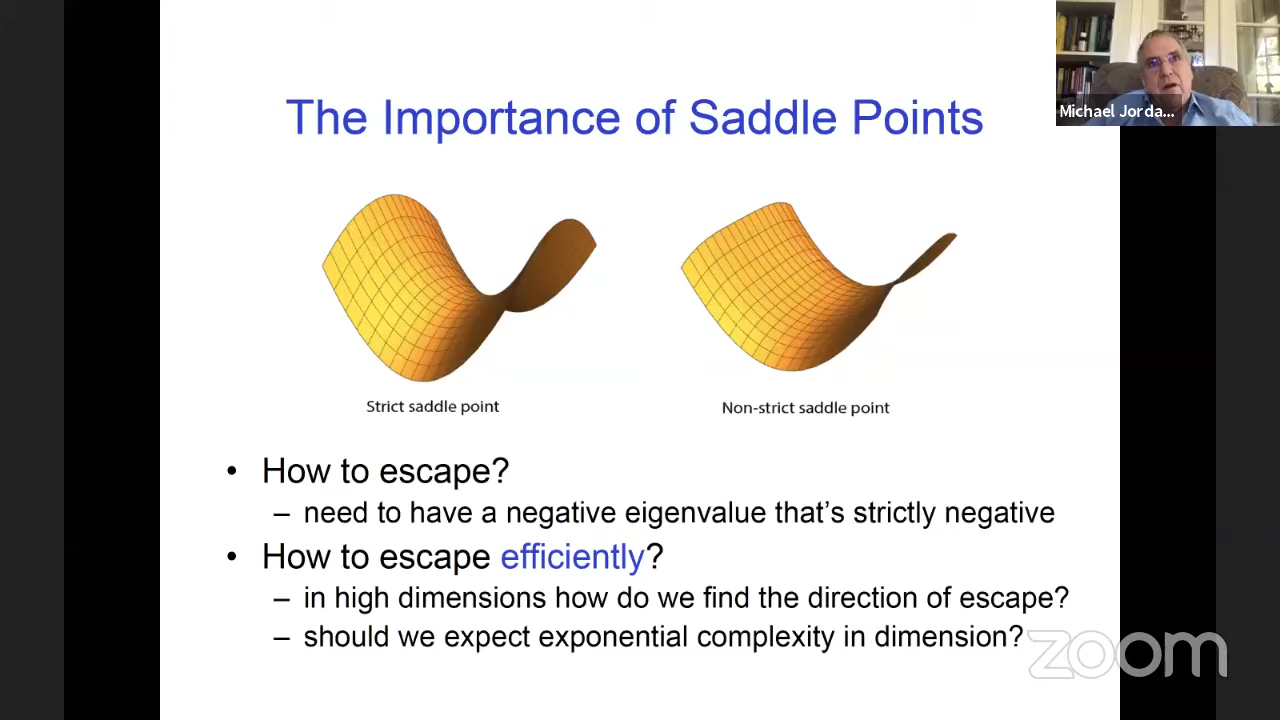 Michael Jorda...
The Importance of Saddle Points
Strict saddle point
Non-strict saddle point
• How to escape?
– need to have a negative eigenvalue that's strictly negative
• How to escape efficiently?
– in high dimensions how do we find the direction of escape?
– should we expect exponential complexity in dimension?
zoom